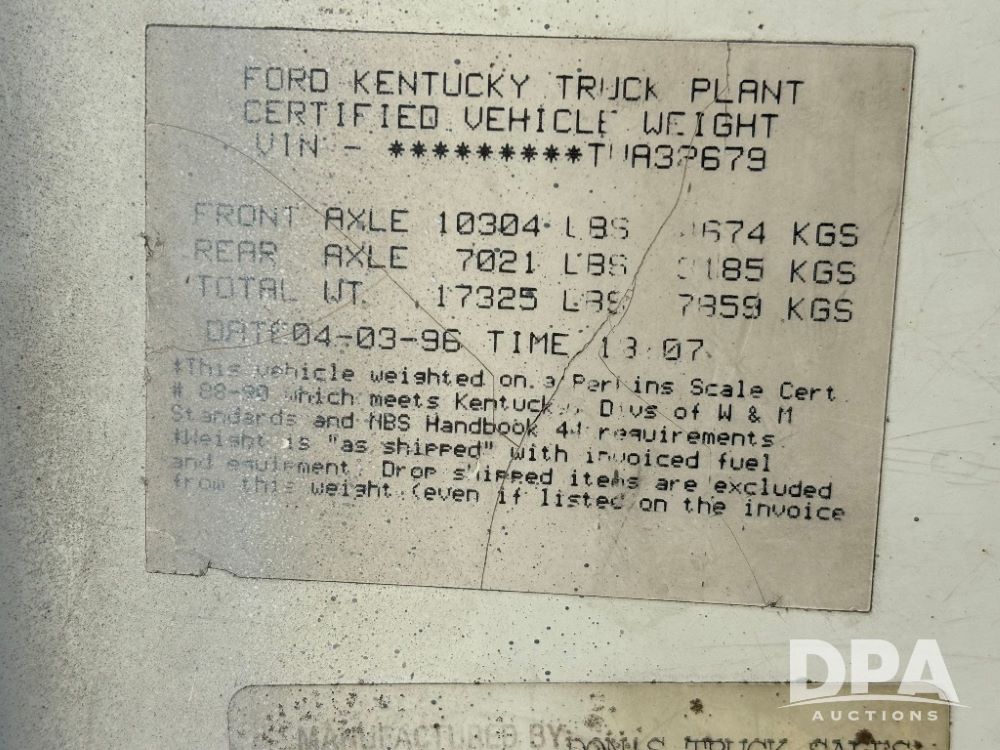 FORD KENTUCKY TRUCK PLANT
CERTIFIED VEHICLE WEIGHT
VIN - *********TVA32679
FRONT AXLE 10304 LBS 4674 KGS
REAR AXLE 7021 LBS 3185 KGS
TOTAL WT. 17325 LBS 7859 KGS
DATE04-03-96 TIME 13:07
*This vehicle weighted on a Perkins Scale Cert
# 88-90 which meets Kentucky Divs of W & M
Standards and NBS Handbook 44 requirements
*Weight is "as shipped" with invoiced fuel
and equipment. Drop shipped items are excluded
from this weight (even if listed on the invoice
MANUFACTURED BY: DON'S TRUCK SALES
DPA
AUCTIONS